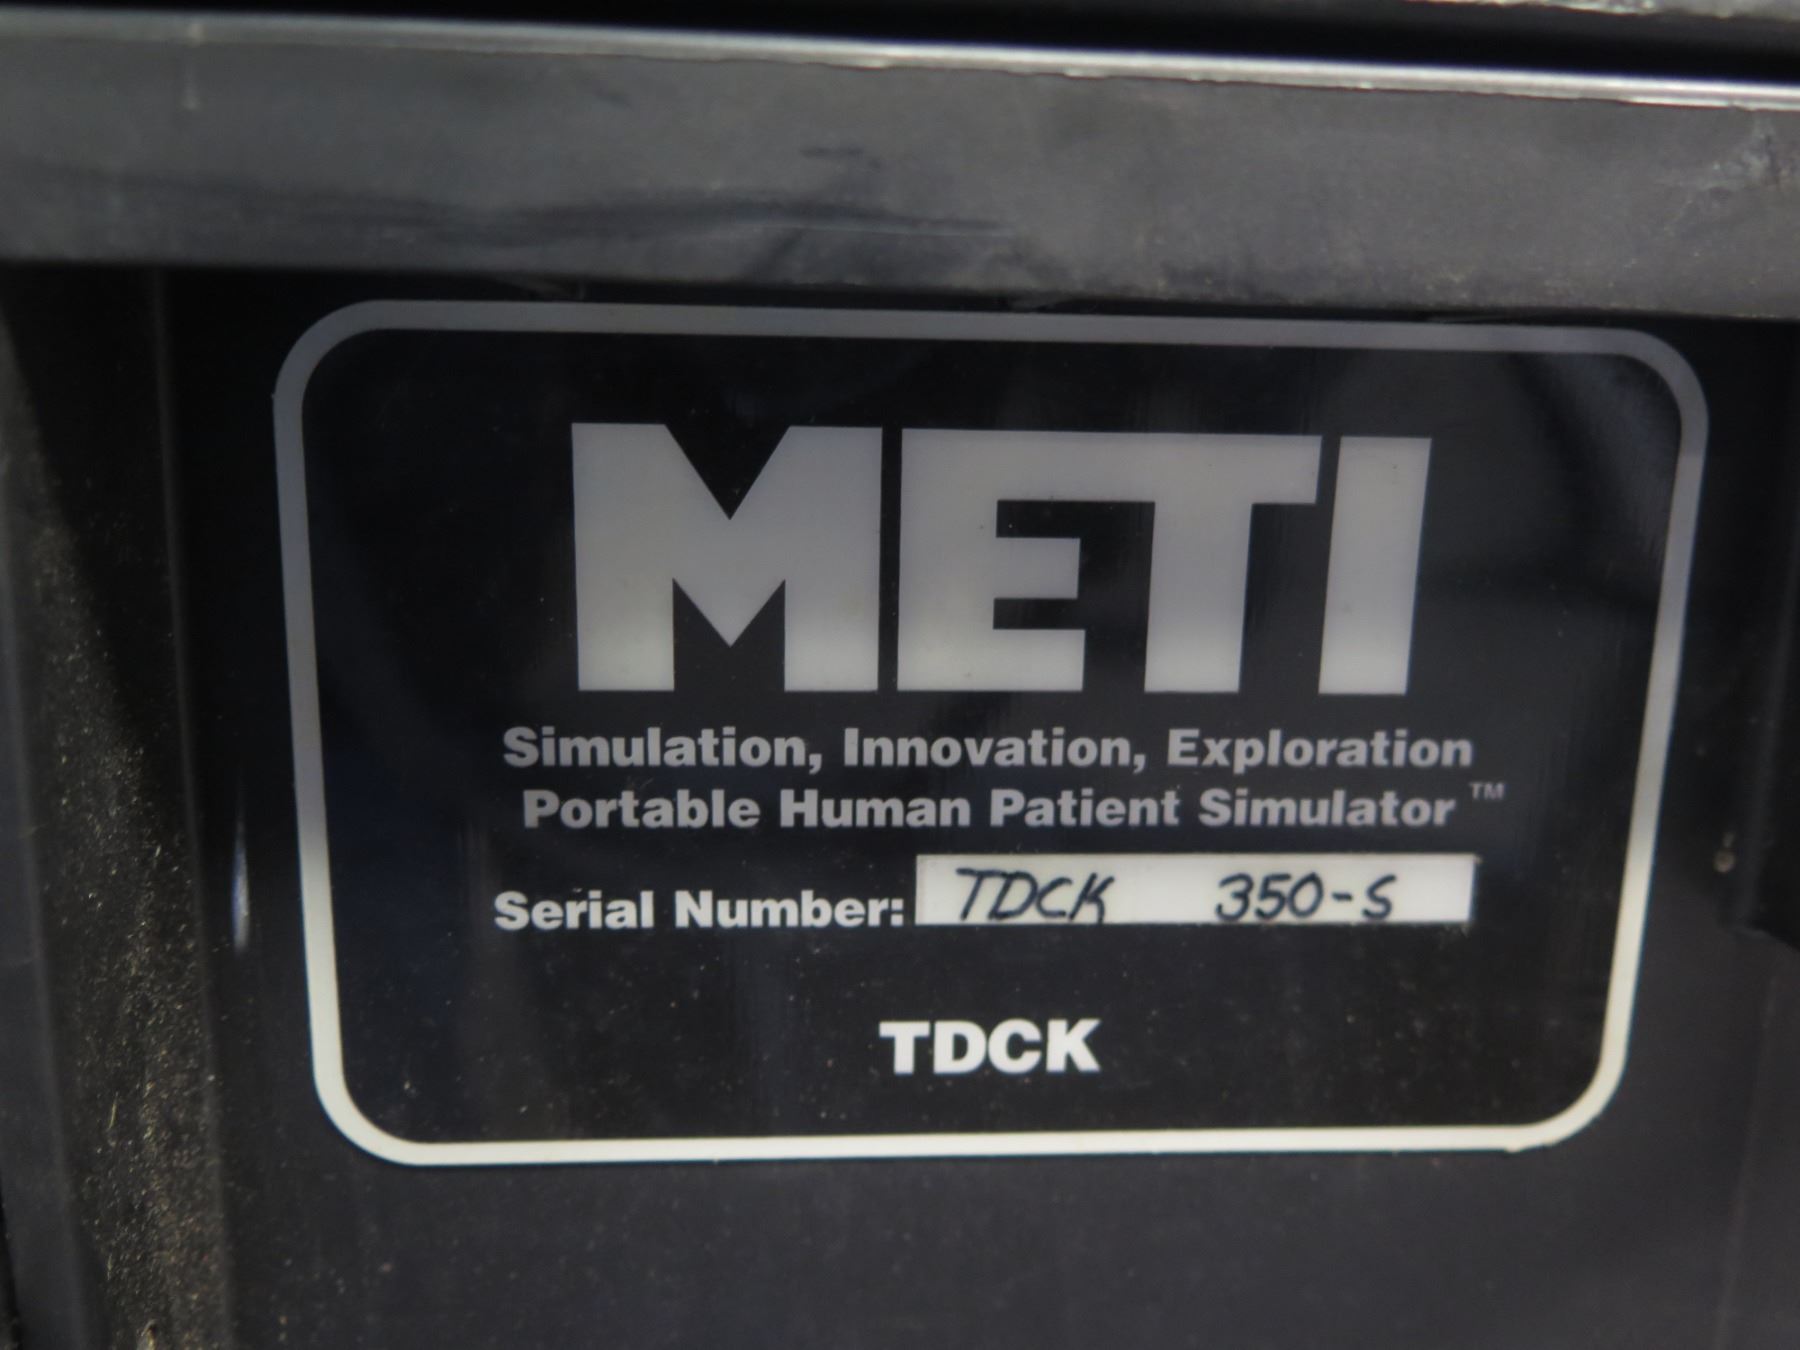 METI
Simulation, Innovation, Exploration
Portable Human Patient Simulator™
Serial Number: TDCK 350-S
TDCK